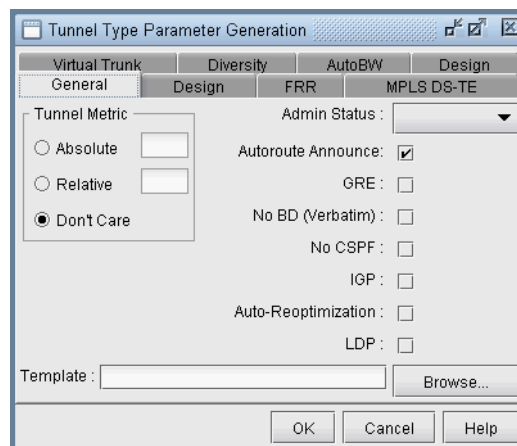 Tunnel Type Parameter Generation
Virtual Trunk Diversity AutoBW Design
General Design FRR MPLS DS-TE
Tunnel Metric
Admin Status :
Absolute
Autoroute Announce:
Relative
GRE :
Don't Care
No BD (Verbatim) :
No CSPF :
IGP :
Auto-Reoptimization :
LDP :
Template : Browse...
OK Cancel Help